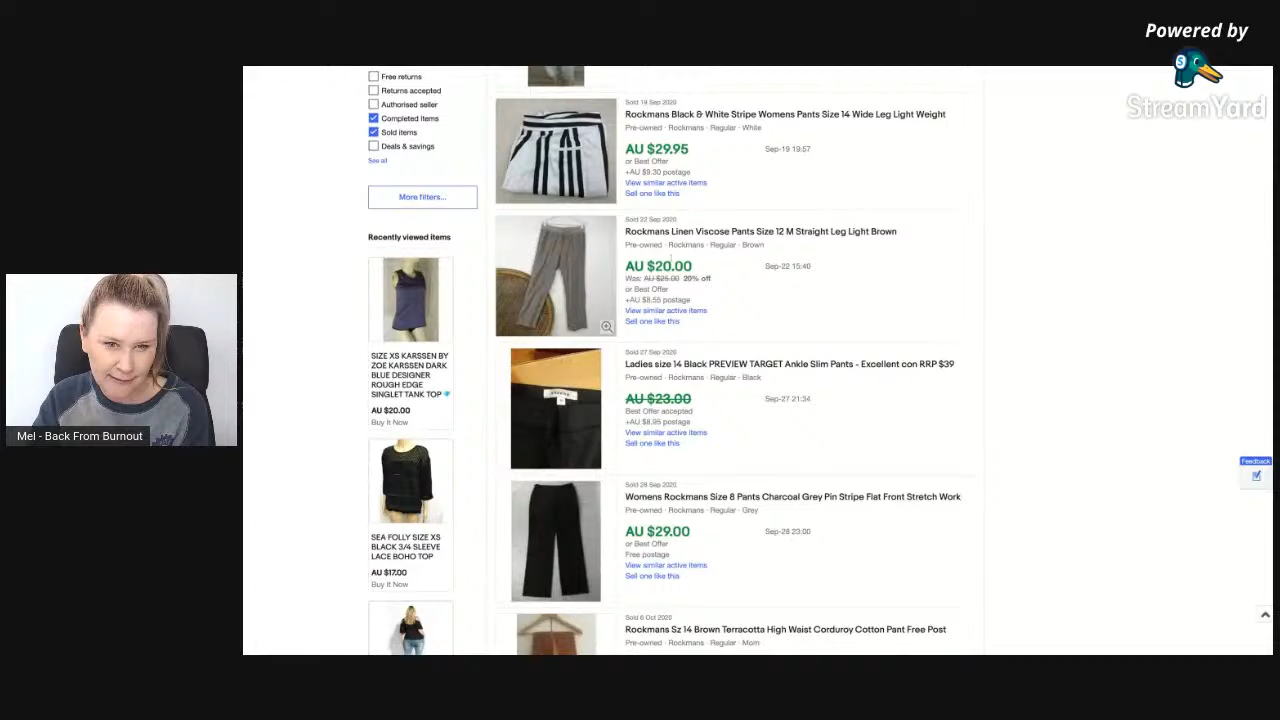 Powered by
StreamYard
Free returns
Returns accepted
Authorised seller
Completed items
Sold items
Deals & savings
See all
More filters...
Recently viewed items
SIZE XS KARSSEN BY
ZOE KARSSEN DARK
BLUE DESIGNER
ROUGH EDGE
SINGLET TANK TOP
AU $20.00
Buy It Now
SEA FOLLY SIZE XS
BLACK 3/4 SLEEVE
LACE BOHO TOP
AU $17.00
Buy It Now
Sold 19 Sep 2020
Rockmans Black & White Stripe Womens Pants Size 14 Wide Leg Light Weight
Pre-owned · Rockmans · Regular · White
AU $29.95
Sep-19 19:57
or Best Offer
+AU $9.30 postage
View similar active items
Sell one like this
Sold 22 Sep 2020
Rockmans Linen Viscose Pants Size 12 M Straight Leg Light Brown
Pre-owned · Rockmans · Regular · Brown
AU $20.00
Sep-22 15:40
Was: AU $25.00 20% off
or Best Offer
+AU $8.55 postage
View similar active items
Sell one like this
Sold 27 Sep 2020
Ladies size 14 Black PREVIEW TARGET Ankle Slim Pants - Excellent con RRP $39
Pre-owned · Rockmans · Regular · Black
AU $23.00
Sep-27 21:34
Best Offer accepted
+AU $8.95 postage
View similar active items
Sell one like this
Sold 28 Sep 2020
Womens Rockmans Size 8 Pants Charcoal Grey Pin Stripe Flat Front Stretch Work
Pre-owned · Rockmans · Regular · Grey
AU $29.00
Sep-28 23:00
or Best Offer
Free postage
View similar active items
Sell one like this
Sold 6 Oct 2020
Rockmans Sz 14 Brown Terracotta High Waist Corduroy Cotton Pant Free Post
Pre-owned · Rockmans · Regular · Mom
Feedback
Mel - Back From Burnout